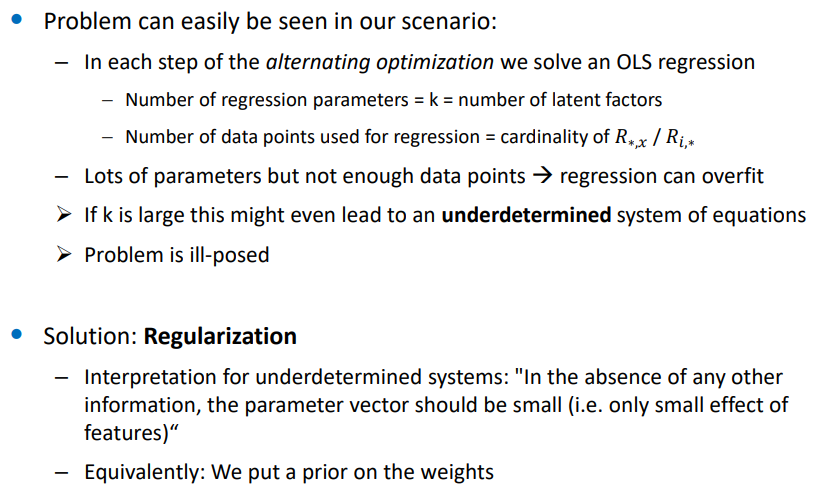 • Problem can easily be seen in our scenario:
– In each step of the alternating optimization we solve an OLS regression
– Number of regression parameters = k = number of latent factors
– Number of data points used for regression = cardinality of R*,x / Ri,*
– Lots of parameters but not enough data points → regression can overfit
➢ If k is large this might even lead to an underdetermined system of equations
➢ Problem is ill-posed
• Solution: Regularization
– Interpretation for underdetermined systems: "In the absence of any other
information, the parameter vector should be small (i.e. only small effect of
features)“
– Equivalently: We put a prior on the weights